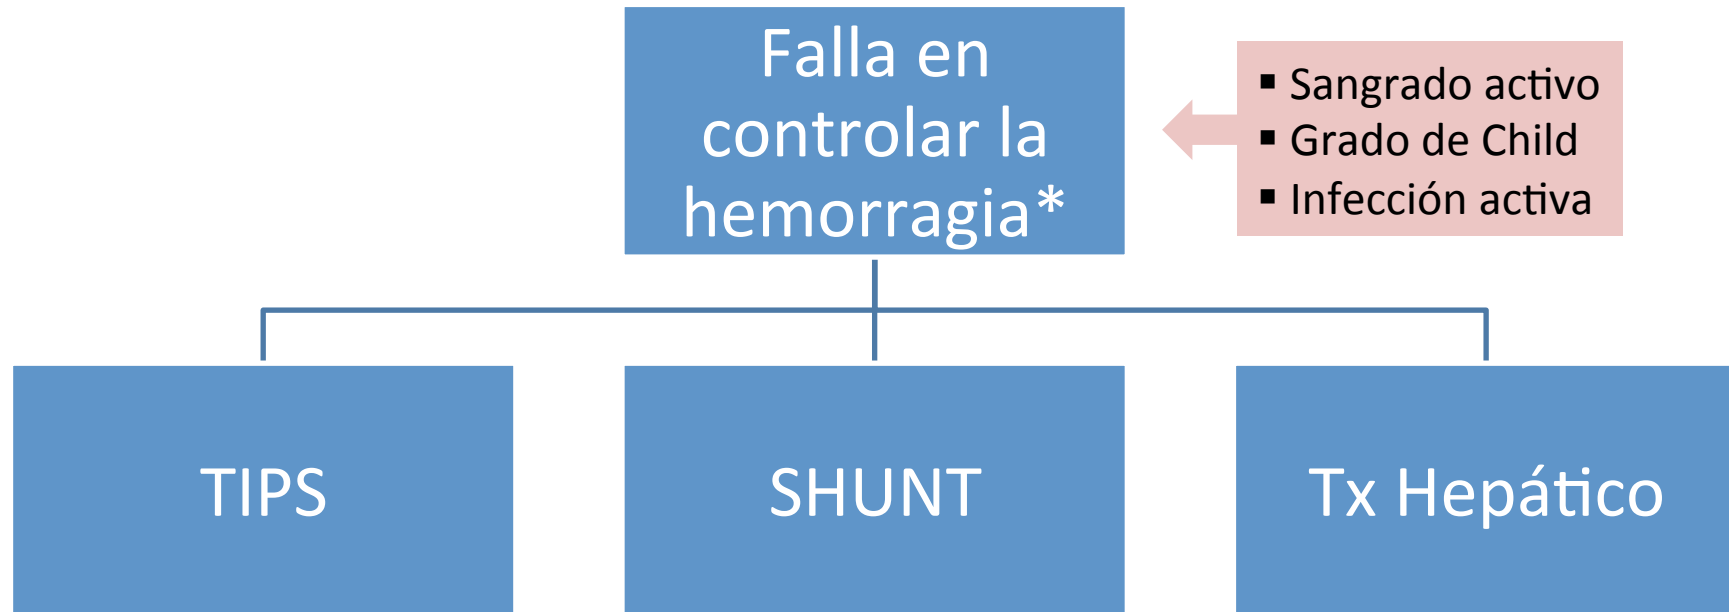 Falla en
controlar la
hemorragia*
▪ Sangrado activo
▪ Grado de Child
▪ Infección activa
TIPS
SHUNT
Tx Hepático